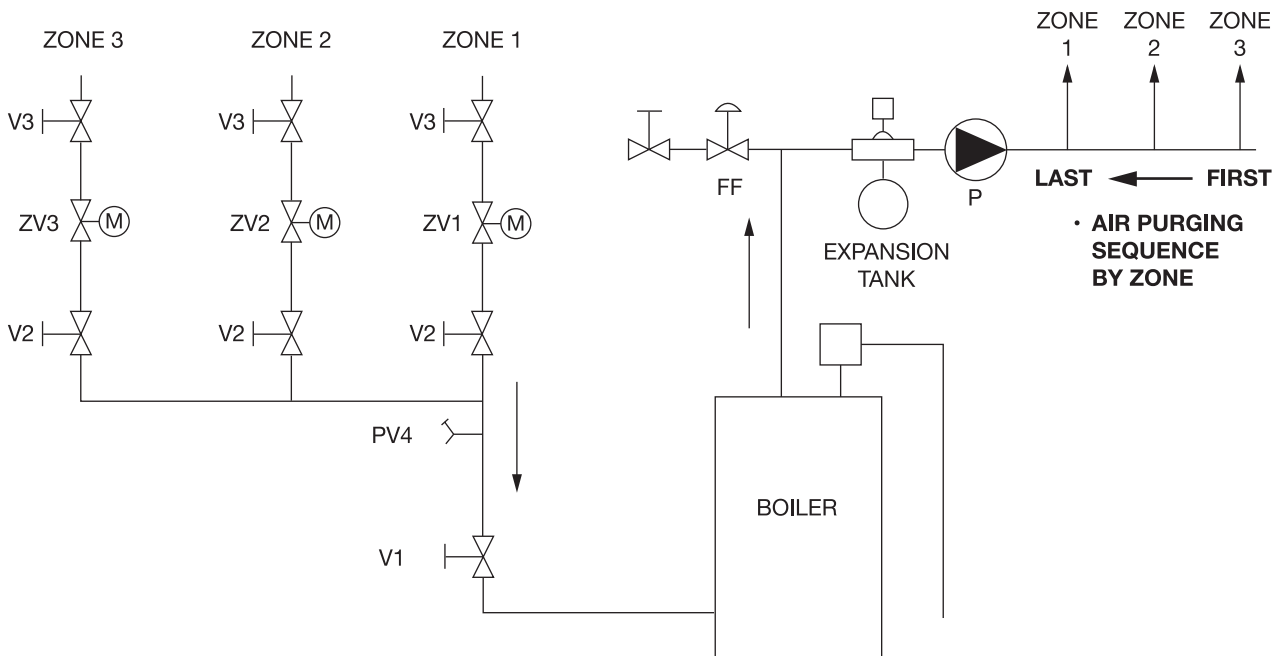 ZONE 3
ZONE 2
ZONE 1
ZONE
1
ZONE
2
ZONE
3
V3
V3
V3
FF
P
LAST
FIRST
• AIR PURGING
SEQUENCE
BY ZONE
ZV3
M
ZV2
M
ZV1
M
EXPANSION
TANK
V2
V2
V2
PV4
BOILER
V1